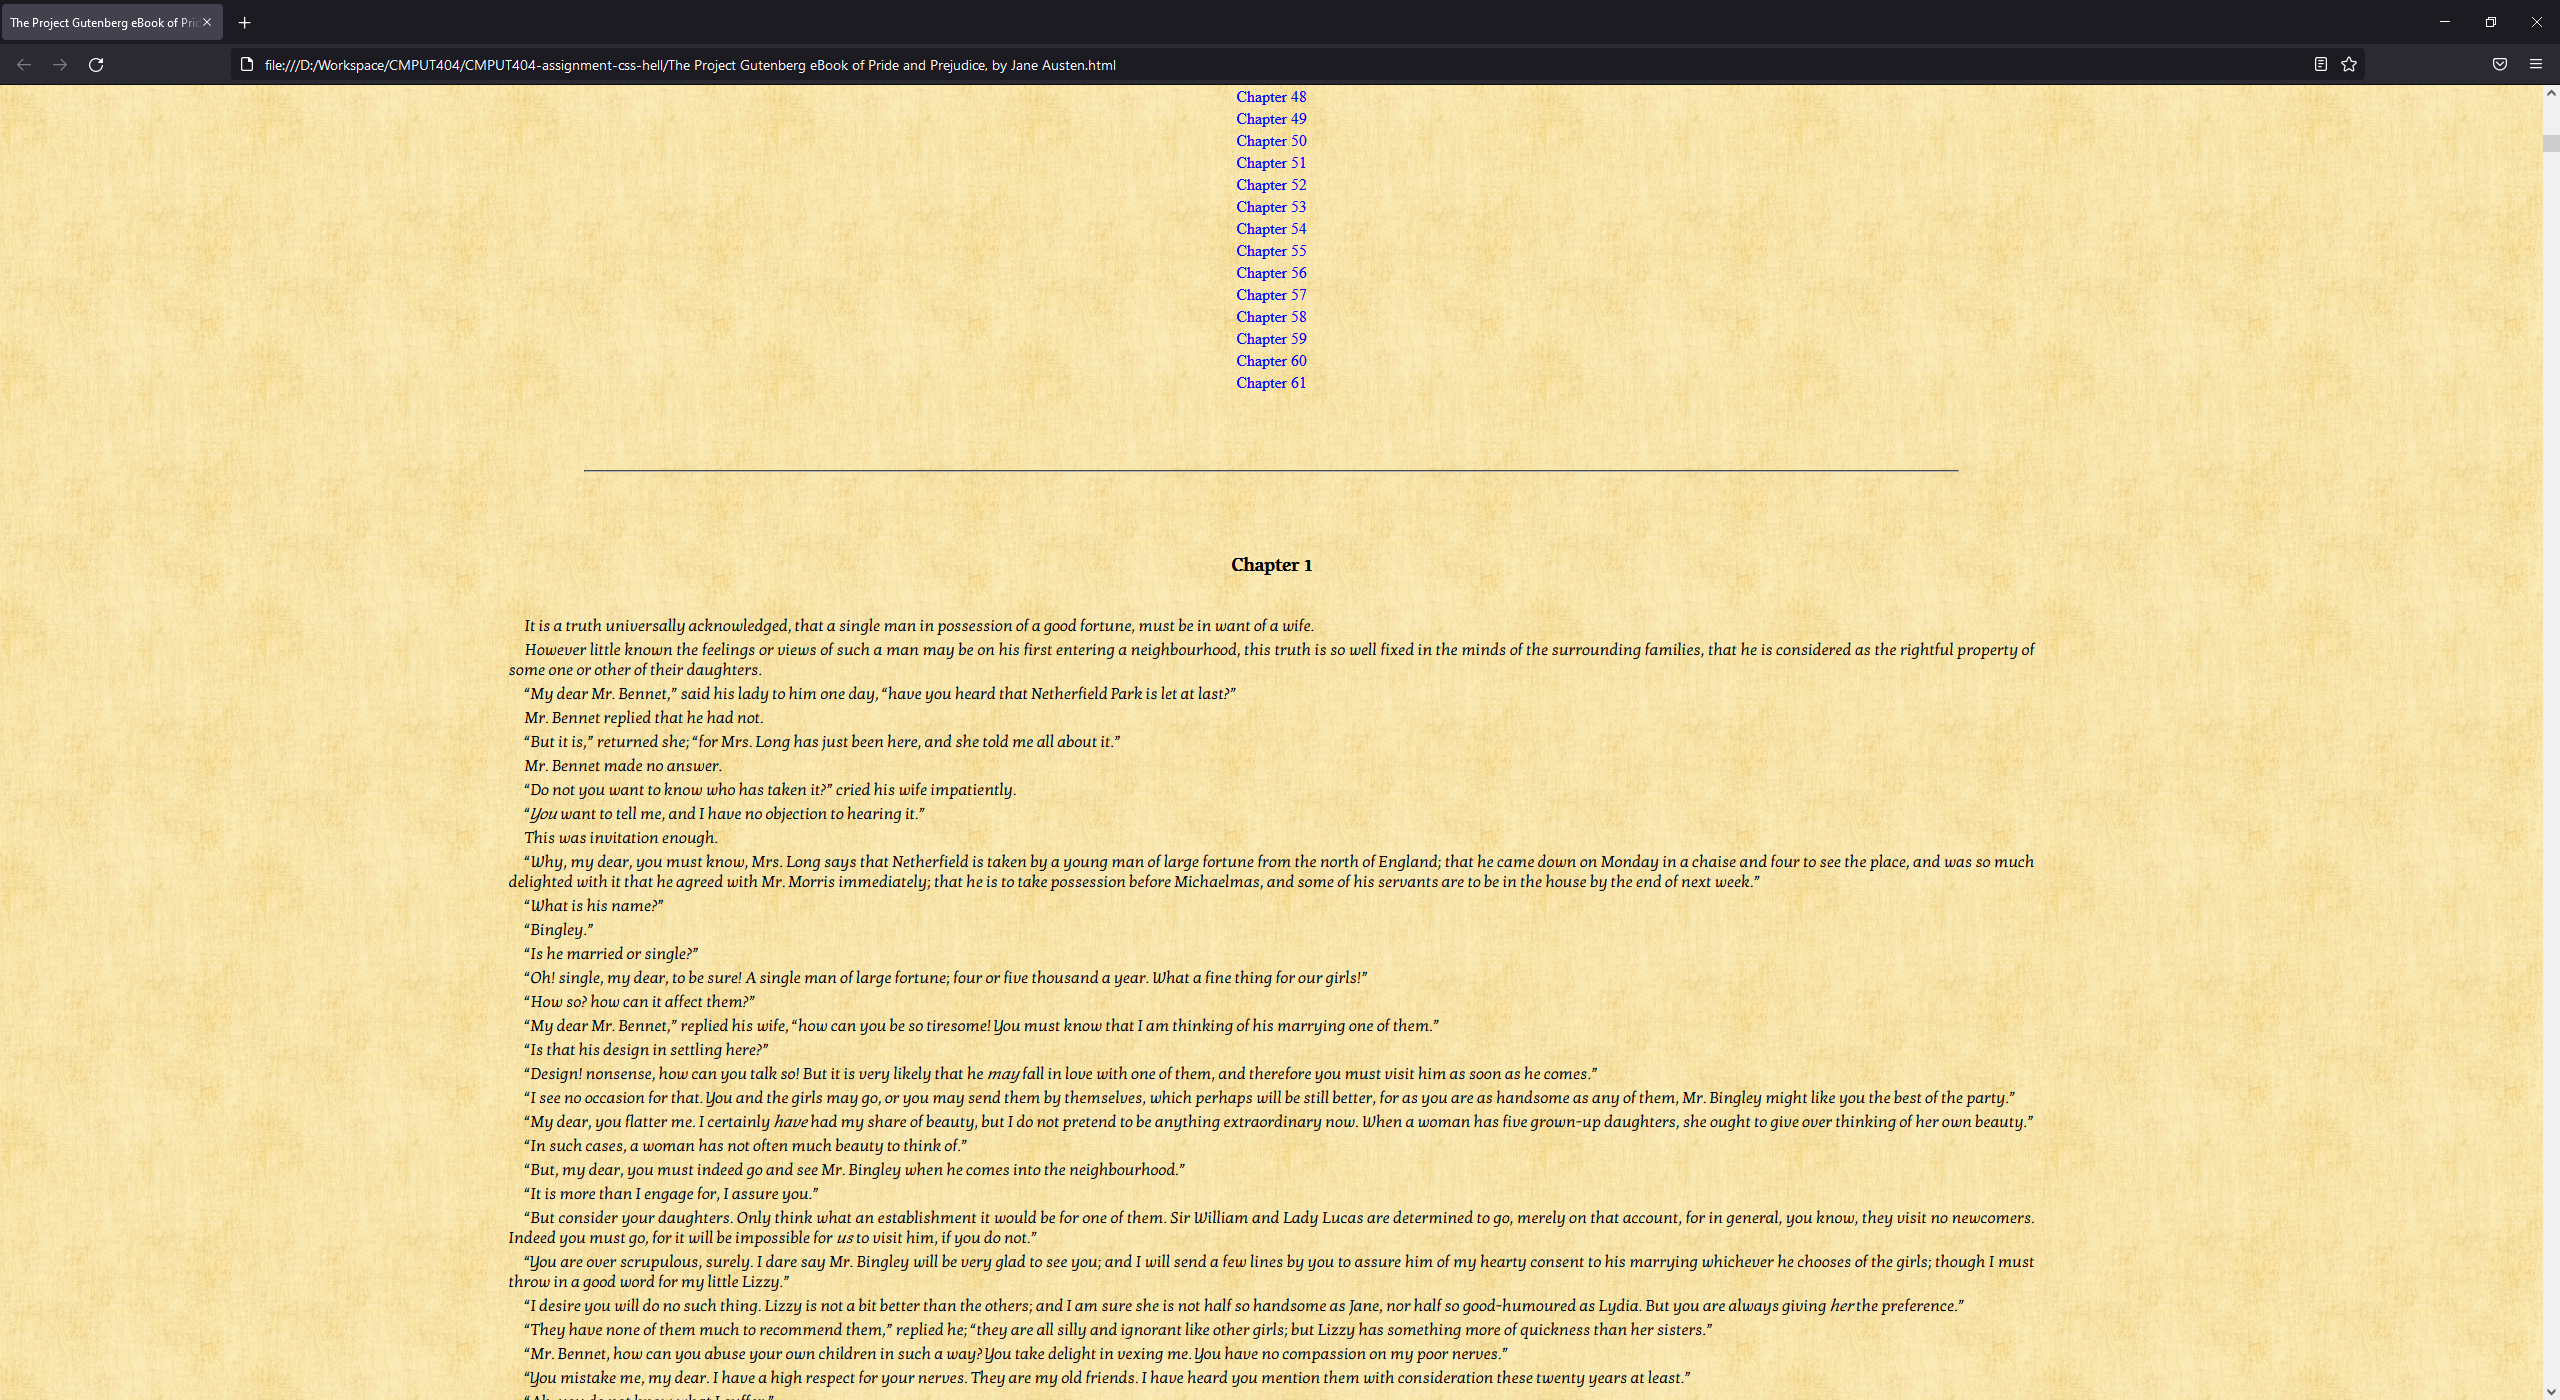 The Project Gutenberg eBook of Pri
file:///D:/Workspace/CMPUT404/CMPUT404-assignment-css-hell/The Project Gutenberg eBook of Pride and Prejudice, by Jane Austen.html
Chapter 48
Chapter 49
Chapter 50
Chapter 51
Chapter 52
Chapter 53
Chapter 54
Chapter 55
Chapter 56
Chapter 57
Chapter 58
Chapter 59
Chapter 60
Chapter 61
Chapter 1
It is a truth universally acknowledged, that a single man in possession of a good fortune, must be in want of a wife.
However little known the feelings or views of such a man may be on his first entering a neighbourhood, this truth is so well fixed in the minds of the surrounding families, that he is considered as the rightful property of
some one or other of their daughters.
“My dear Mr. Bennet,” said his lady to him one day, “have you heard that Netherfield Park is let at last?”
Mr. Bennet replied that he had not.
“But it is,” returned she; “for Mrs. Long has just been here, and she told me all about it.”
Mr. Bennet made no answer.
“Do not you want to know who has taken it?” cried his wife impatiently.
“You want to tell me, and I have no objection to hearing it.”
This was invitation enough.
“Why, my dear, you must know, Mrs. Long says that Netherfield is taken by a young man of large fortune from the north of England; that he came down on Monday in a chaise and four to see the place, and was so much
delighted with it that he agreed with Mr. Morris immediately; that he is to take possession before Michaelmas, and some of his servants are to be in the house by the end of next week.”
“What is his name?”
“Bingley.”
“Is he married or single?”
“Oh! single, my dear, to be sure! A single man of large fortune; four or five thousand a year. What a fine thing for our girls!”
“How so? how can it affect them?”
“My dear Mr. Bennet,” replied his wife, “how can you be so tiresome! You must know that I am thinking of his marrying one of them.”
“Is that his design in settling here?”
“Design! nonsense, how can you talk so! But it is very likely that he may fall in love with one of them, and therefore you must visit him as soon as he comes.”
“I see no occasion for that. You and the girls may go, or you may send them by themselves, which perhaps will be still better, for as you are as handsome as any of them, Mr. Bingley might like you the best of the party.”
“My dear, you flatter me. I certainly have had my share of beauty, but I do not pretend to be anything extraordinary now. When a woman has five grown-up daughters, she ought to give over thinking of her own beauty.”
“In such cases, a woman has not often much beauty to think of.”
“But, my dear, you must indeed go and see Mr. Bingley when he comes into the neighbourhood.”
“It is more than I engage for, I assure you.”
“But consider your daughters. Only think what an establishment it would be for one of them. Sir William and Lady Lucas are determined to go, merely on that account, for in general, you know, they visit no newcomers.
Indeed you must go, for it will be impossible for us to visit him, if you do not.”
“You are over scrupulous, surely. I dare say Mr. Bingley will be very glad to see you; and I will send a few lines by you to assure him of my hearty consent to his marrying whichever he chooses of the girls; though I must
throw in a good word for my little Lizzy.”
“I desire you will do no such thing. Lizzy is not a bit better than the others; and I am sure she is not half so handsome as Jane, nor half so good-humoured as Lydia. But you are always giving her the preference.”
“They have none of them much to recommend them,” replied he; “they are all silly and ignorant like other girls; but Lizzy has something more of quickness than her sisters.”
“Mr. Bennet, how can you abuse your own children in such a way? You take delight in vexing me. You have no compassion on my poor nerves.”
“You mistake me, my dear. I have a high respect for your nerves. They are my old friends. I have heard you mention them with consideration these twenty years at least.”